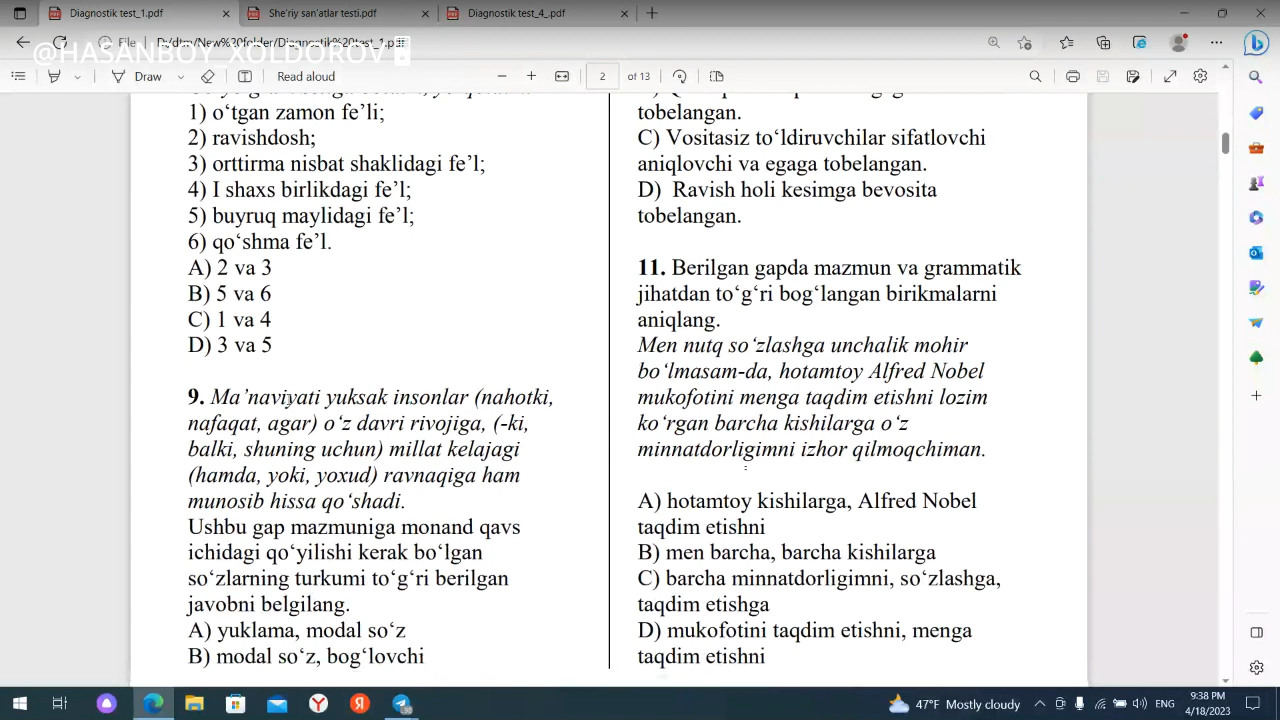 Diagnostik test_1.pdf
She'riy san'atlar testi.pdf
Diagnostik test_4_.pdf
File
D:/dtm/New%20folder/Diagnostik%20test_1.pdf
@HASANBOY_XOLDOROV
Draw
Read aloud
2
of 13
1) o‘tgan zamon fe’li;
2) ravishdosh;
3) orttirma nisbat shaklidagi fe’l;
4) I shaxs birlikdagi fe’l;
5) buyruq maylidagi fe’l;
6) qo‘shma fe’l.
A) 2 va 3
B) 5 va 6
C) 1 va 4
D) 3 va 5
9. Ma’naviyati yuksak insonlar (nahotki,
nafaqat, agar) o‘z davri rivojiga, (-ki,
balki, shuning uchun) millat kelajagi
(hamda, yoki, yoxud) ravnaqiga ham
munosib hissa qo‘shadi.
Ushbu gap mazmuniga monand qavs
ichidagi qo‘yilishi kerak bo‘lgan
so‘zlarning turkumi to‘g‘ri berilgan
javobni belgilang.
A) yuklama, modal so‘z
B) modal so‘z, bog‘lovchi
tobelangan.
C) Vositasiz to‘ldiruvchilar sifatlovchi
aniqlovchi va egaga tobelangan.
D) Ravish holi kesimga bevosita
tobelangan.
11. Berilgan gapda mazmun va grammatik
jihatdan to‘g‘ri bog‘langan birikmalarni
aniqlang.
Men nutq so‘zlashga unchalik mohir
bo‘lmasam-da, hotamtoy Alfred Nobel
mukofotini menga taqdim etishni lozim
ko‘rgan barcha kishilarga o‘z
minnatdorligimni izhor qilmoqchiman.
A) hotamtoy kishilarga, Alfred Nobel
taqdim etishni
B) men barcha, barcha kishilarga
C) barcha minnatdorligimni, so‘zlashga,
taqdim etishga
D) mukofotini taqdim etishni, menga
taqdim etishni
47°F Mostly cloudy
ENG
9:38 PM
4/18/2023